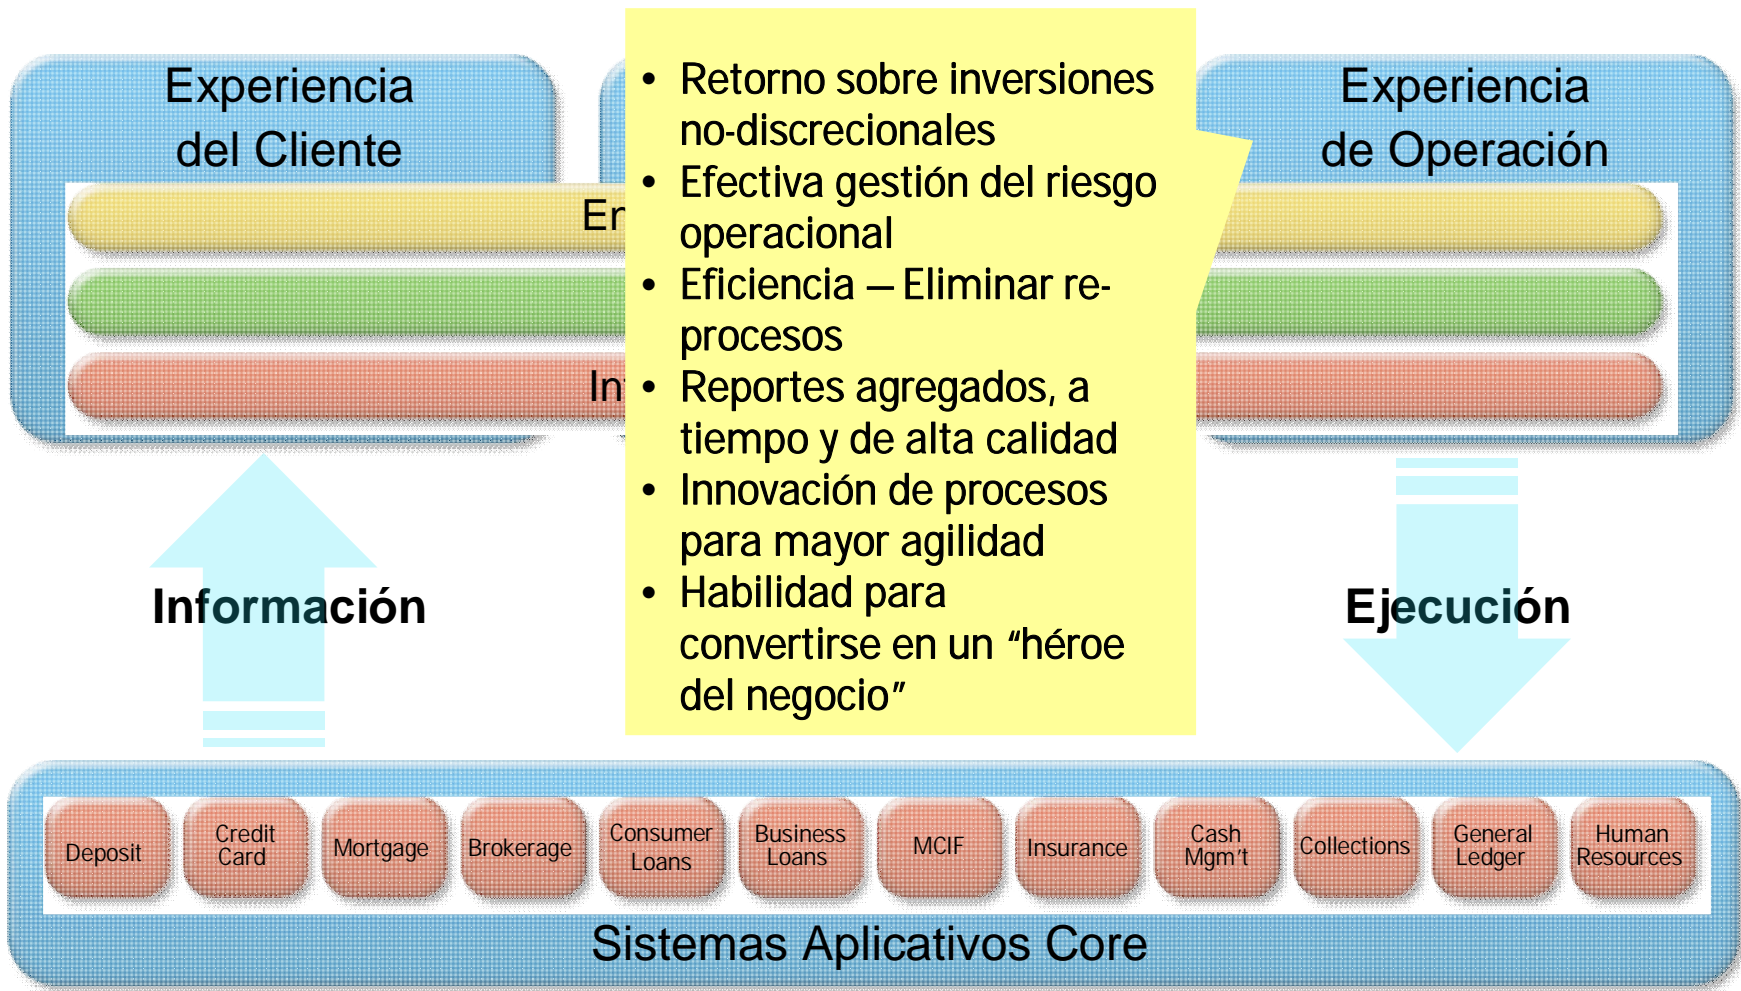 Experiencia
del Cliente
• Retorno sobre inversiones
no-discrecionales
• Efectiva gestión del riesgo
operacional
• Eficiencia – Eliminar re-
procesos
• Reportes agregados, a
tiempo y de alta calidad
• Innovación de procesos
para mayor agilidad
• Habilidad para
convertirse en un “héroe
del negocio”
Experiencia
de Operación
Información
Ejecución
Deposit
Credit
Card
Mortgage
Brokerage
Consumer
Loans
Business
Loans
MCIF
Insurance
Cash
Mgm't
Collections
General
Ledger
Human
Resources
Sistemas Aplicativos Core